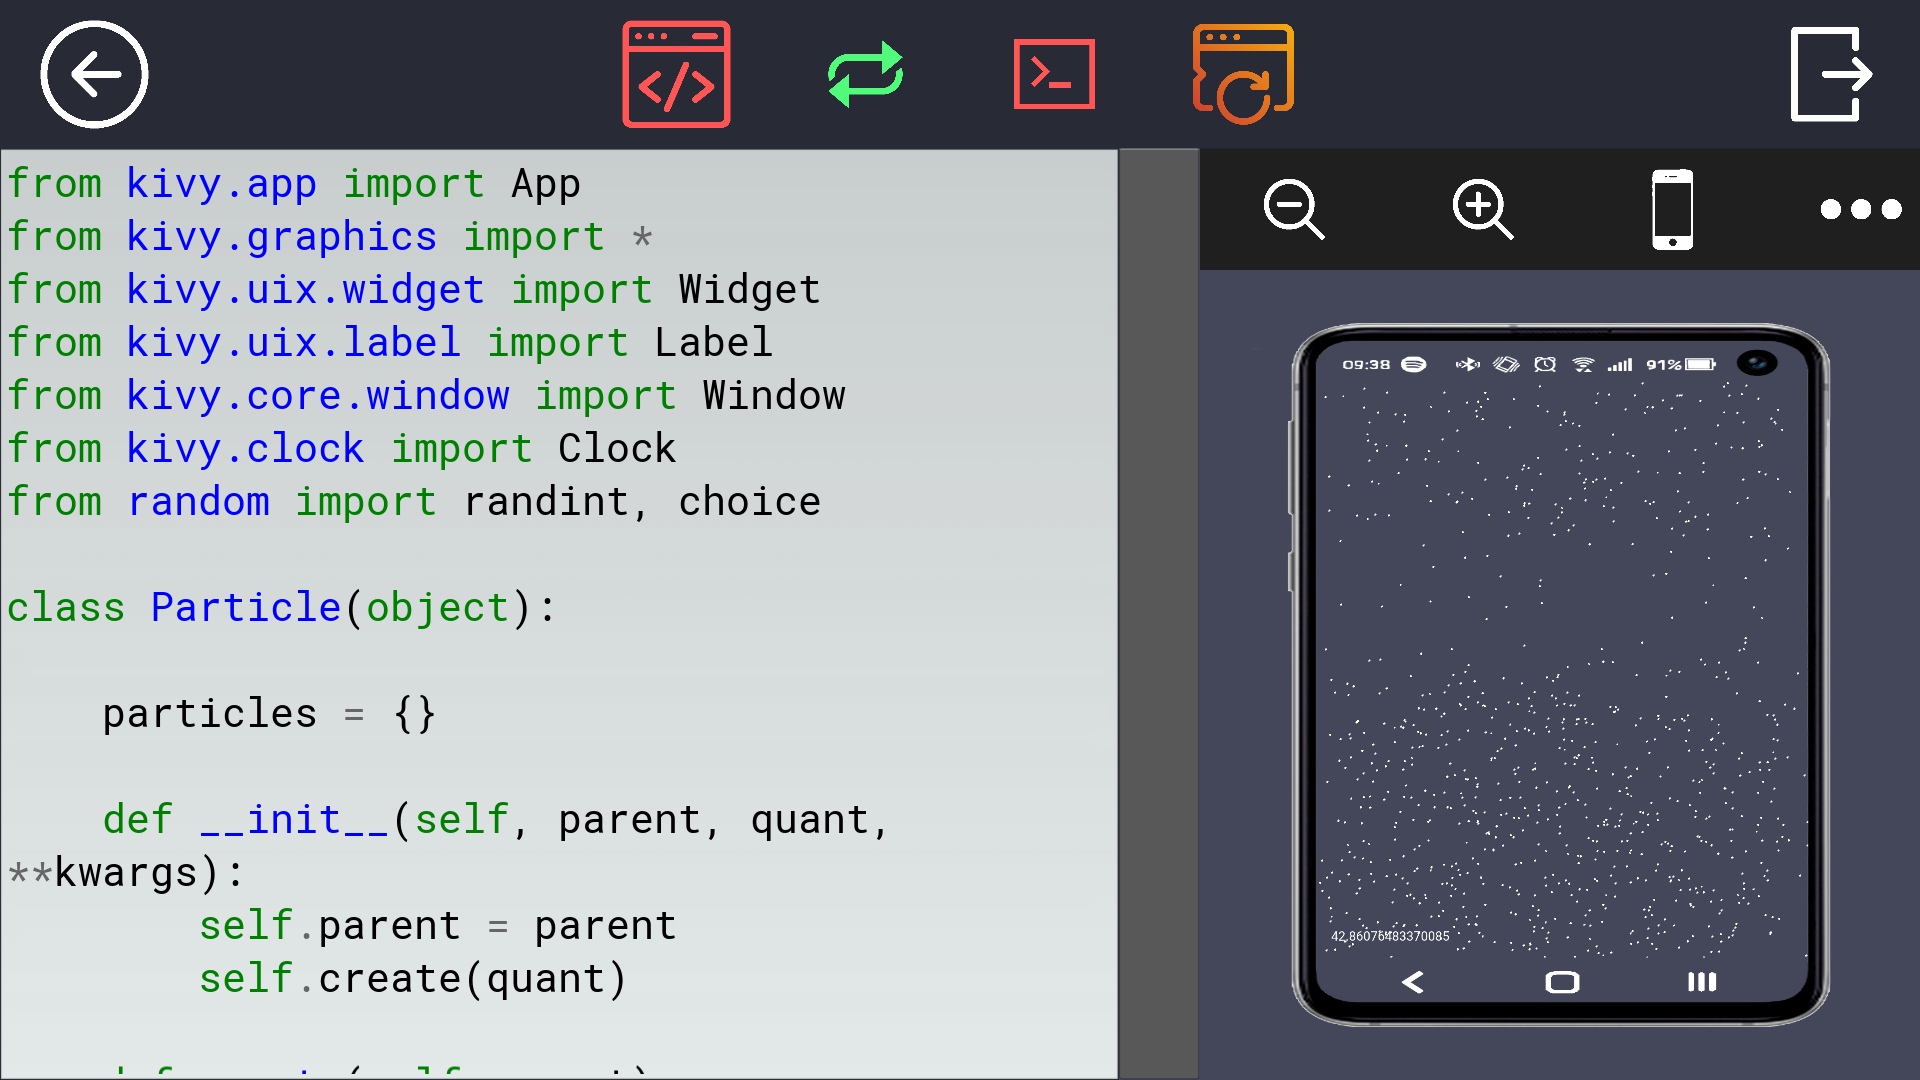 from kivy.app import App
from kivy.graphics import *
from kivy.uix.widget import Widget
from kivy.uix.label import Label
from kivy.core.window import Window
from kivy.clock import Clock
from random import randint, choice
class Particle(object):
    particles = {}
    def __init__(self, parent, quant,
**kwargs):
        self.parent = parent
        self.create(quant)
09:38
91%
42.86076483370085